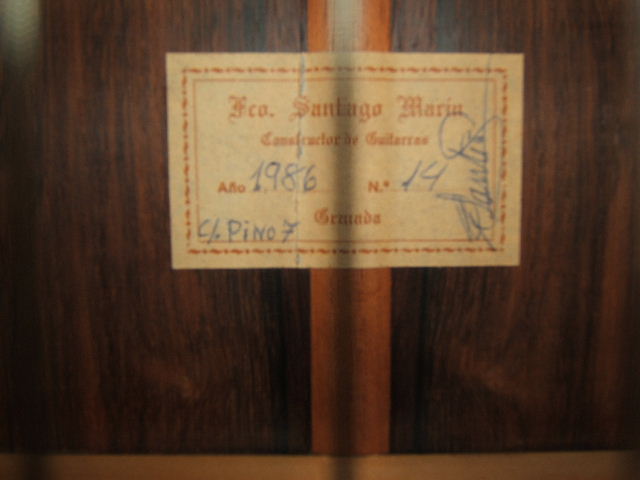 Fco. Santiago Marín
Constructor de Guitarras
Año 1986 N.º 14
Granada
C/. PiNO 7